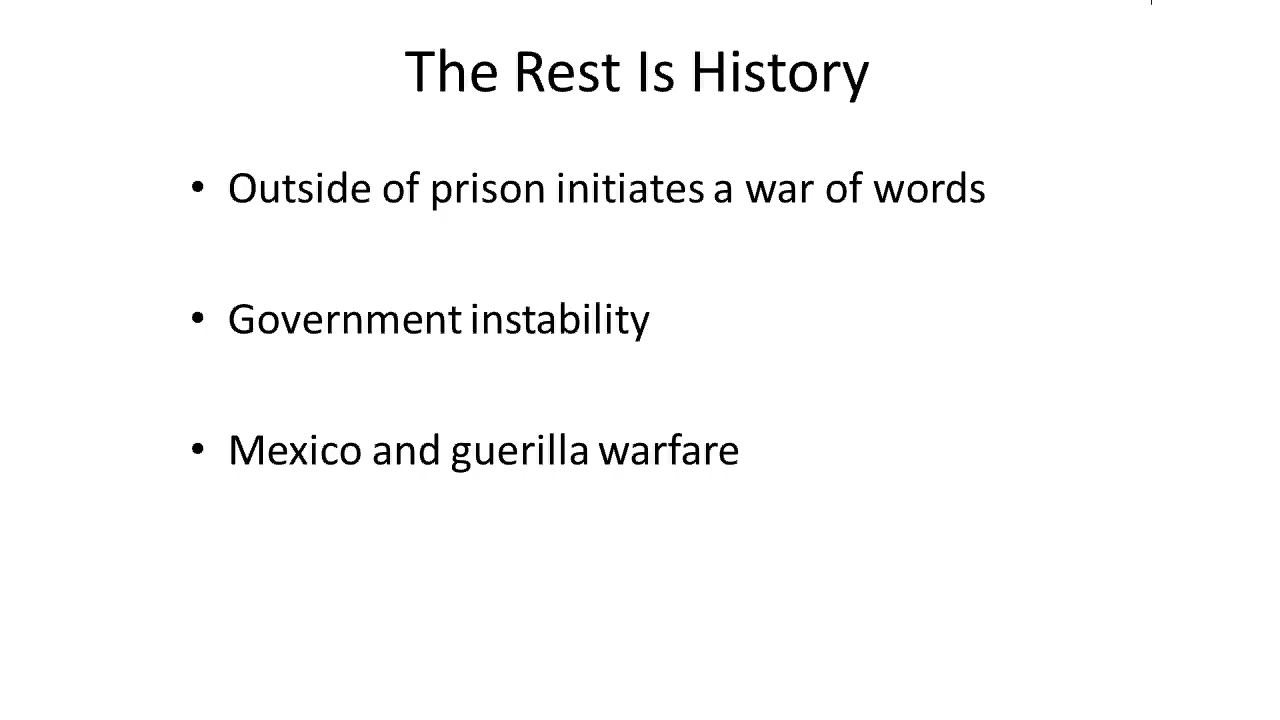 The Rest Is History
• Outside of prison initiates a war of words
• Government instability
• Mexico and guerilla warfare